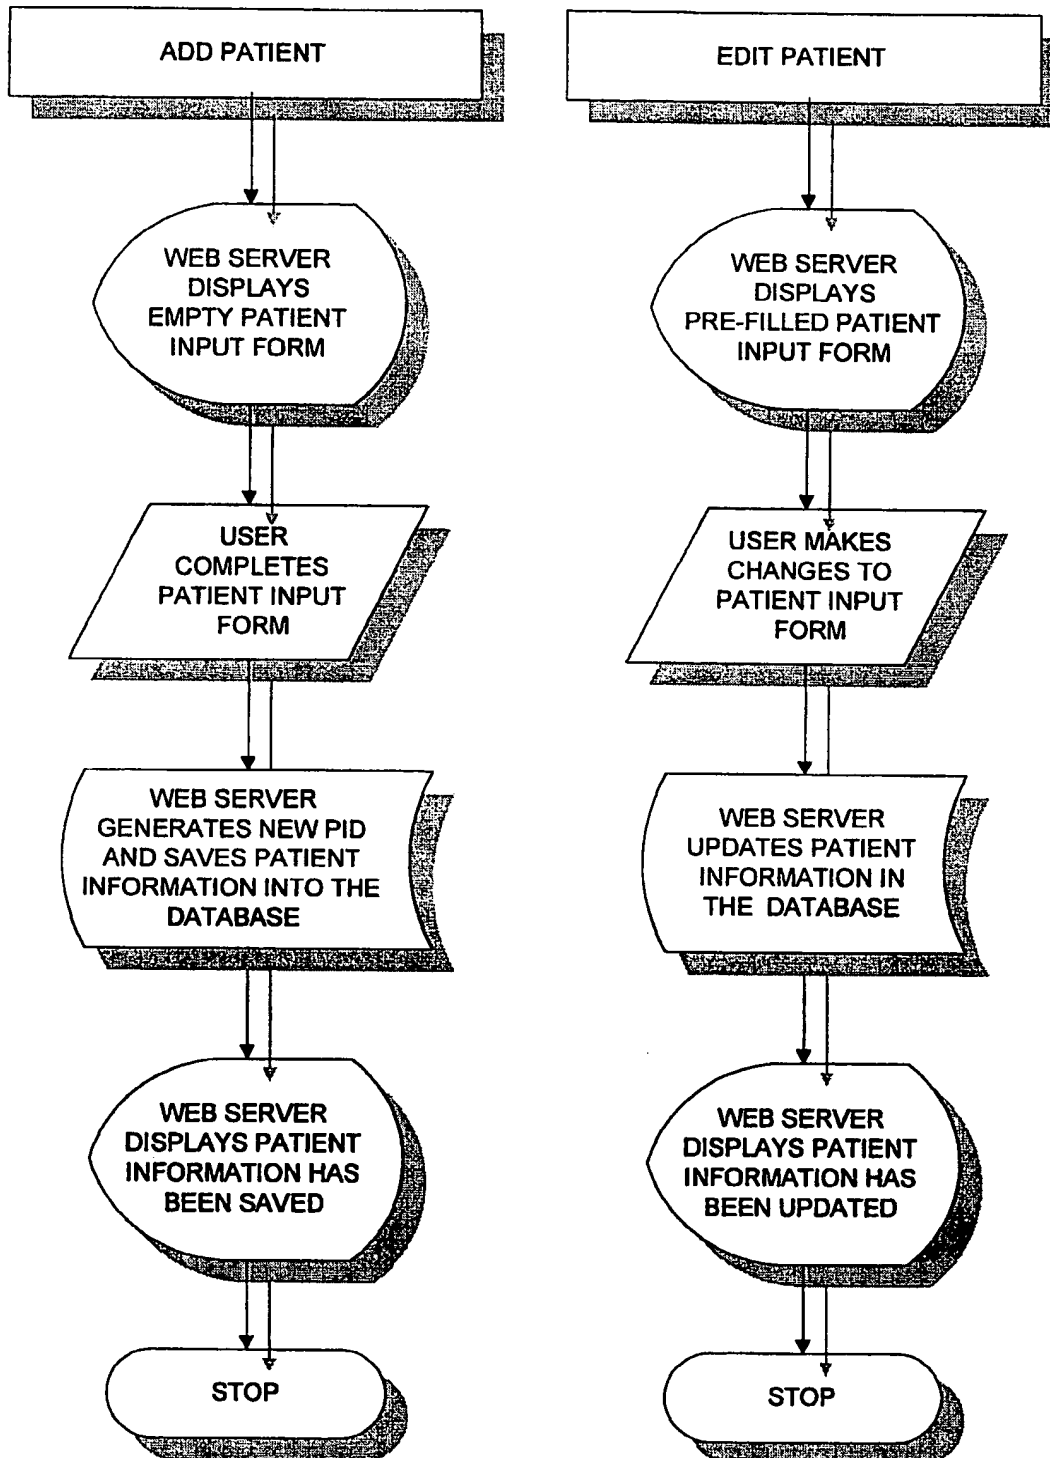 ADD PATIENT
WEB SERVER
DISPLAYS
EMPTY PATIENT
INPUT FORM
USER
COMPLETES
PATIENT INPUT
FORM
WEB SERVER
GENERATES NEW PID
AND SAVES PATIENT
INFORMATION INTO THE
DATABASE
WEB SERVER
DISPLAYS PATIENT
INFORMATION HAS
BEEN SAVED
STOP
EDIT PATIENT
WEB SERVER
DISPLAYS
PRE-FILLED PATIENT
INPUT FORM
USER MAKES
CHANGES TO
PATIENT INPUT
FORM
WEB SERVER
UPDATES PATIENT
INFORMATION IN
THE DATABASE
WEB SERVER
DISPLAYS PATIENT
INFORMATION HAS
BEEN UPDATED
STOP